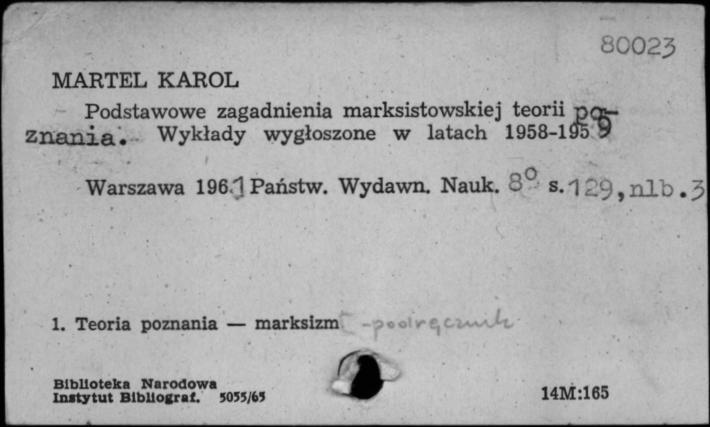 80023
MARTEL KAROL
Podstawowe zagadnienia marksistowskiej teorii po-
znania. Wykłady wygłoszone w latach 1958-1959
Warszawa 1961 Państw. Wydawn. Nauk. 8° s.129,nlb.3
1. Teoria poznania — marksizm - podręcznik
Biblioteka Narodowa
Instytut Bibliograf. 5055/65
14M:165